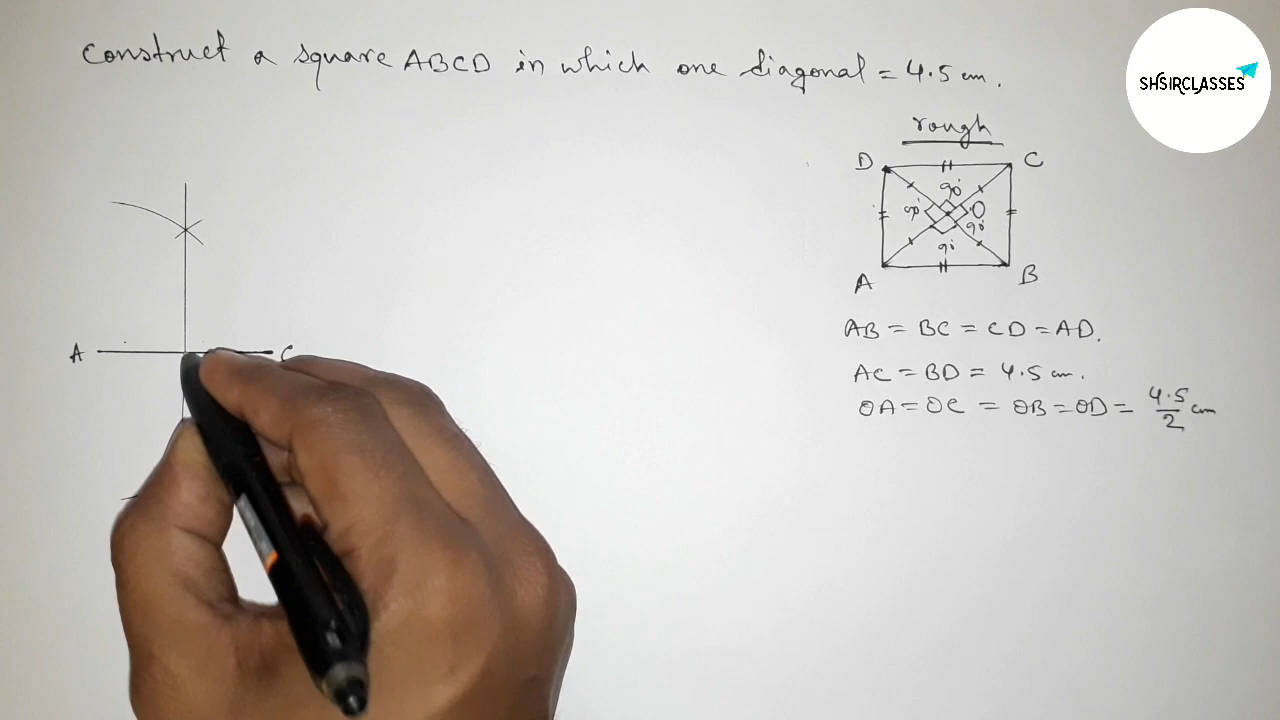 Construct a square ABCD in which one diagonal = 4.5 cm.
SHSIRCLASSES
rough
D C
90°
90° O
90°
90°
A B
AB = BC = CD = AD.
A C
AC = BD = 4.5 cm.
OA = OC = OB = OD = 4.5/2 cm